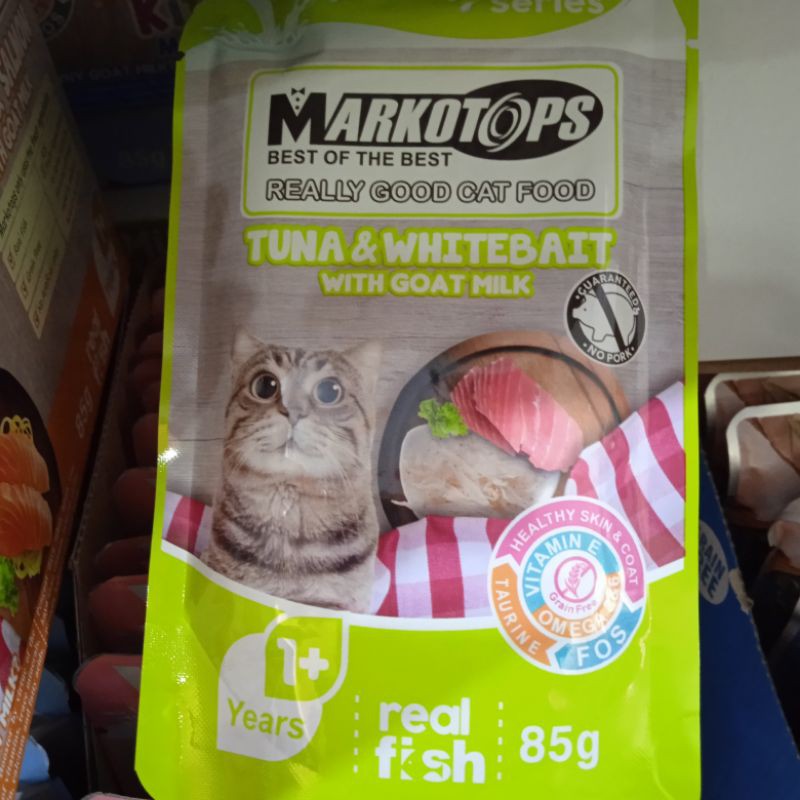 series
MARKOTOPS
BEST OF THE BEST
REALLY GOOD CAT FOOD
TUNA & WHITEBAIT
WITH GOAT MILK
GUARANTEED
NO PORK
HEALTHY SKIN & COAT
VITAMIN E
TAURINE
Grain Free
OMEGA 3&6
FOS
1+
Years
real
fish
85g
85g